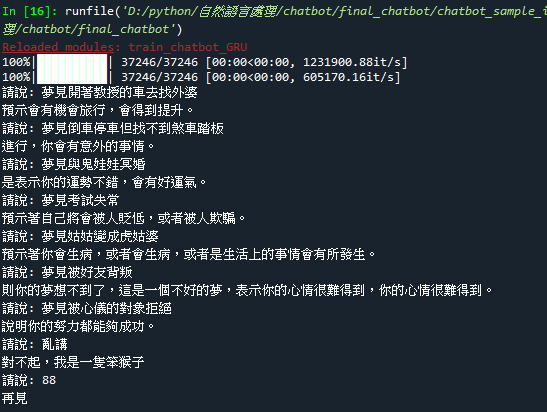 In [16]: runfile('D:/python/自然語言處理/chatbot/final_chatbot/chatbot_sample_i
理/chatbot/final_chatbot')
Reloaded modules: train_chatbot_GRU
100%|██████████| 37246/37246 [00:00<00:00, 1231900.88it/s]
100%|██████████| 37246/37246 [00:00<00:00, 605170.16it/s]
請說: 夢見開著教授的車去找外婆
預示會有機會旅行，會得到提升。
請說: 夢見倒車停車但找不到煞車踏板
進行，你會有意外的事情。
請說: 夢見與鬼娃娃冥婚
是表示你的運勢不錯，會有好運氣。
請說: 夢見考試失常
預示著自己將會被人貶低，或者被人欺騙。
請說: 夢見姑姑變成虎姑婆
預示著你會生病，或者會生病，或者是生活上的事情會有所發生。
請說: 夢見被好友背叛
則你的夢想不到了，這是一個不好的夢，表示你的心情很難得到，你的心情很難得到。
請說: 夢見被心儀的對象拒絕
說明你的努力都能夠成功。
請說: 亂講
對不起，我是一隻笨猴子
請說: 88
再見